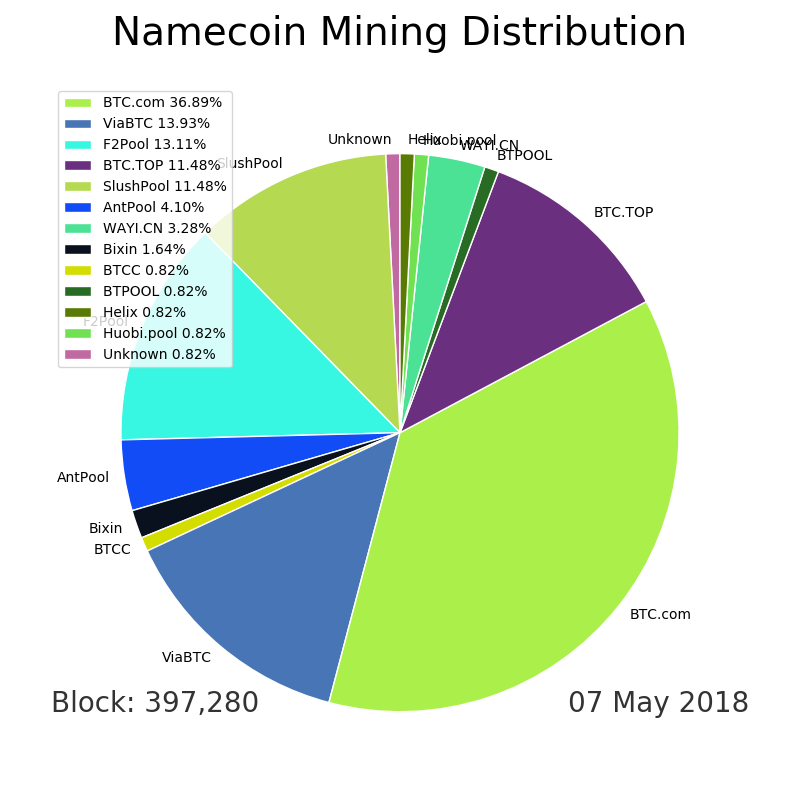 Namecoin Mining Distribution
BTC.com 36.89%
ViaBTC 13.93%
F2Pool 13.11%
BTC.TOP 11.48%
SlushPool 11.48%
AntPool 4.10%
WAYI.CN 3.28%
Bixin 1.64%
BTCC 0.82%
BTPOOL 0.82%
Helix 0.82%
Huobi.pool 0.82%
Unknown 0.82%
Unknown
Helix
Huobi.pool
WAYI.CN
BTPOOL
SlushPool
BTC.TOP
F2Pool
AntPool
Bixin
BTCC
BTC.com
ViaBTC
Block: 397,280
07 May 2018